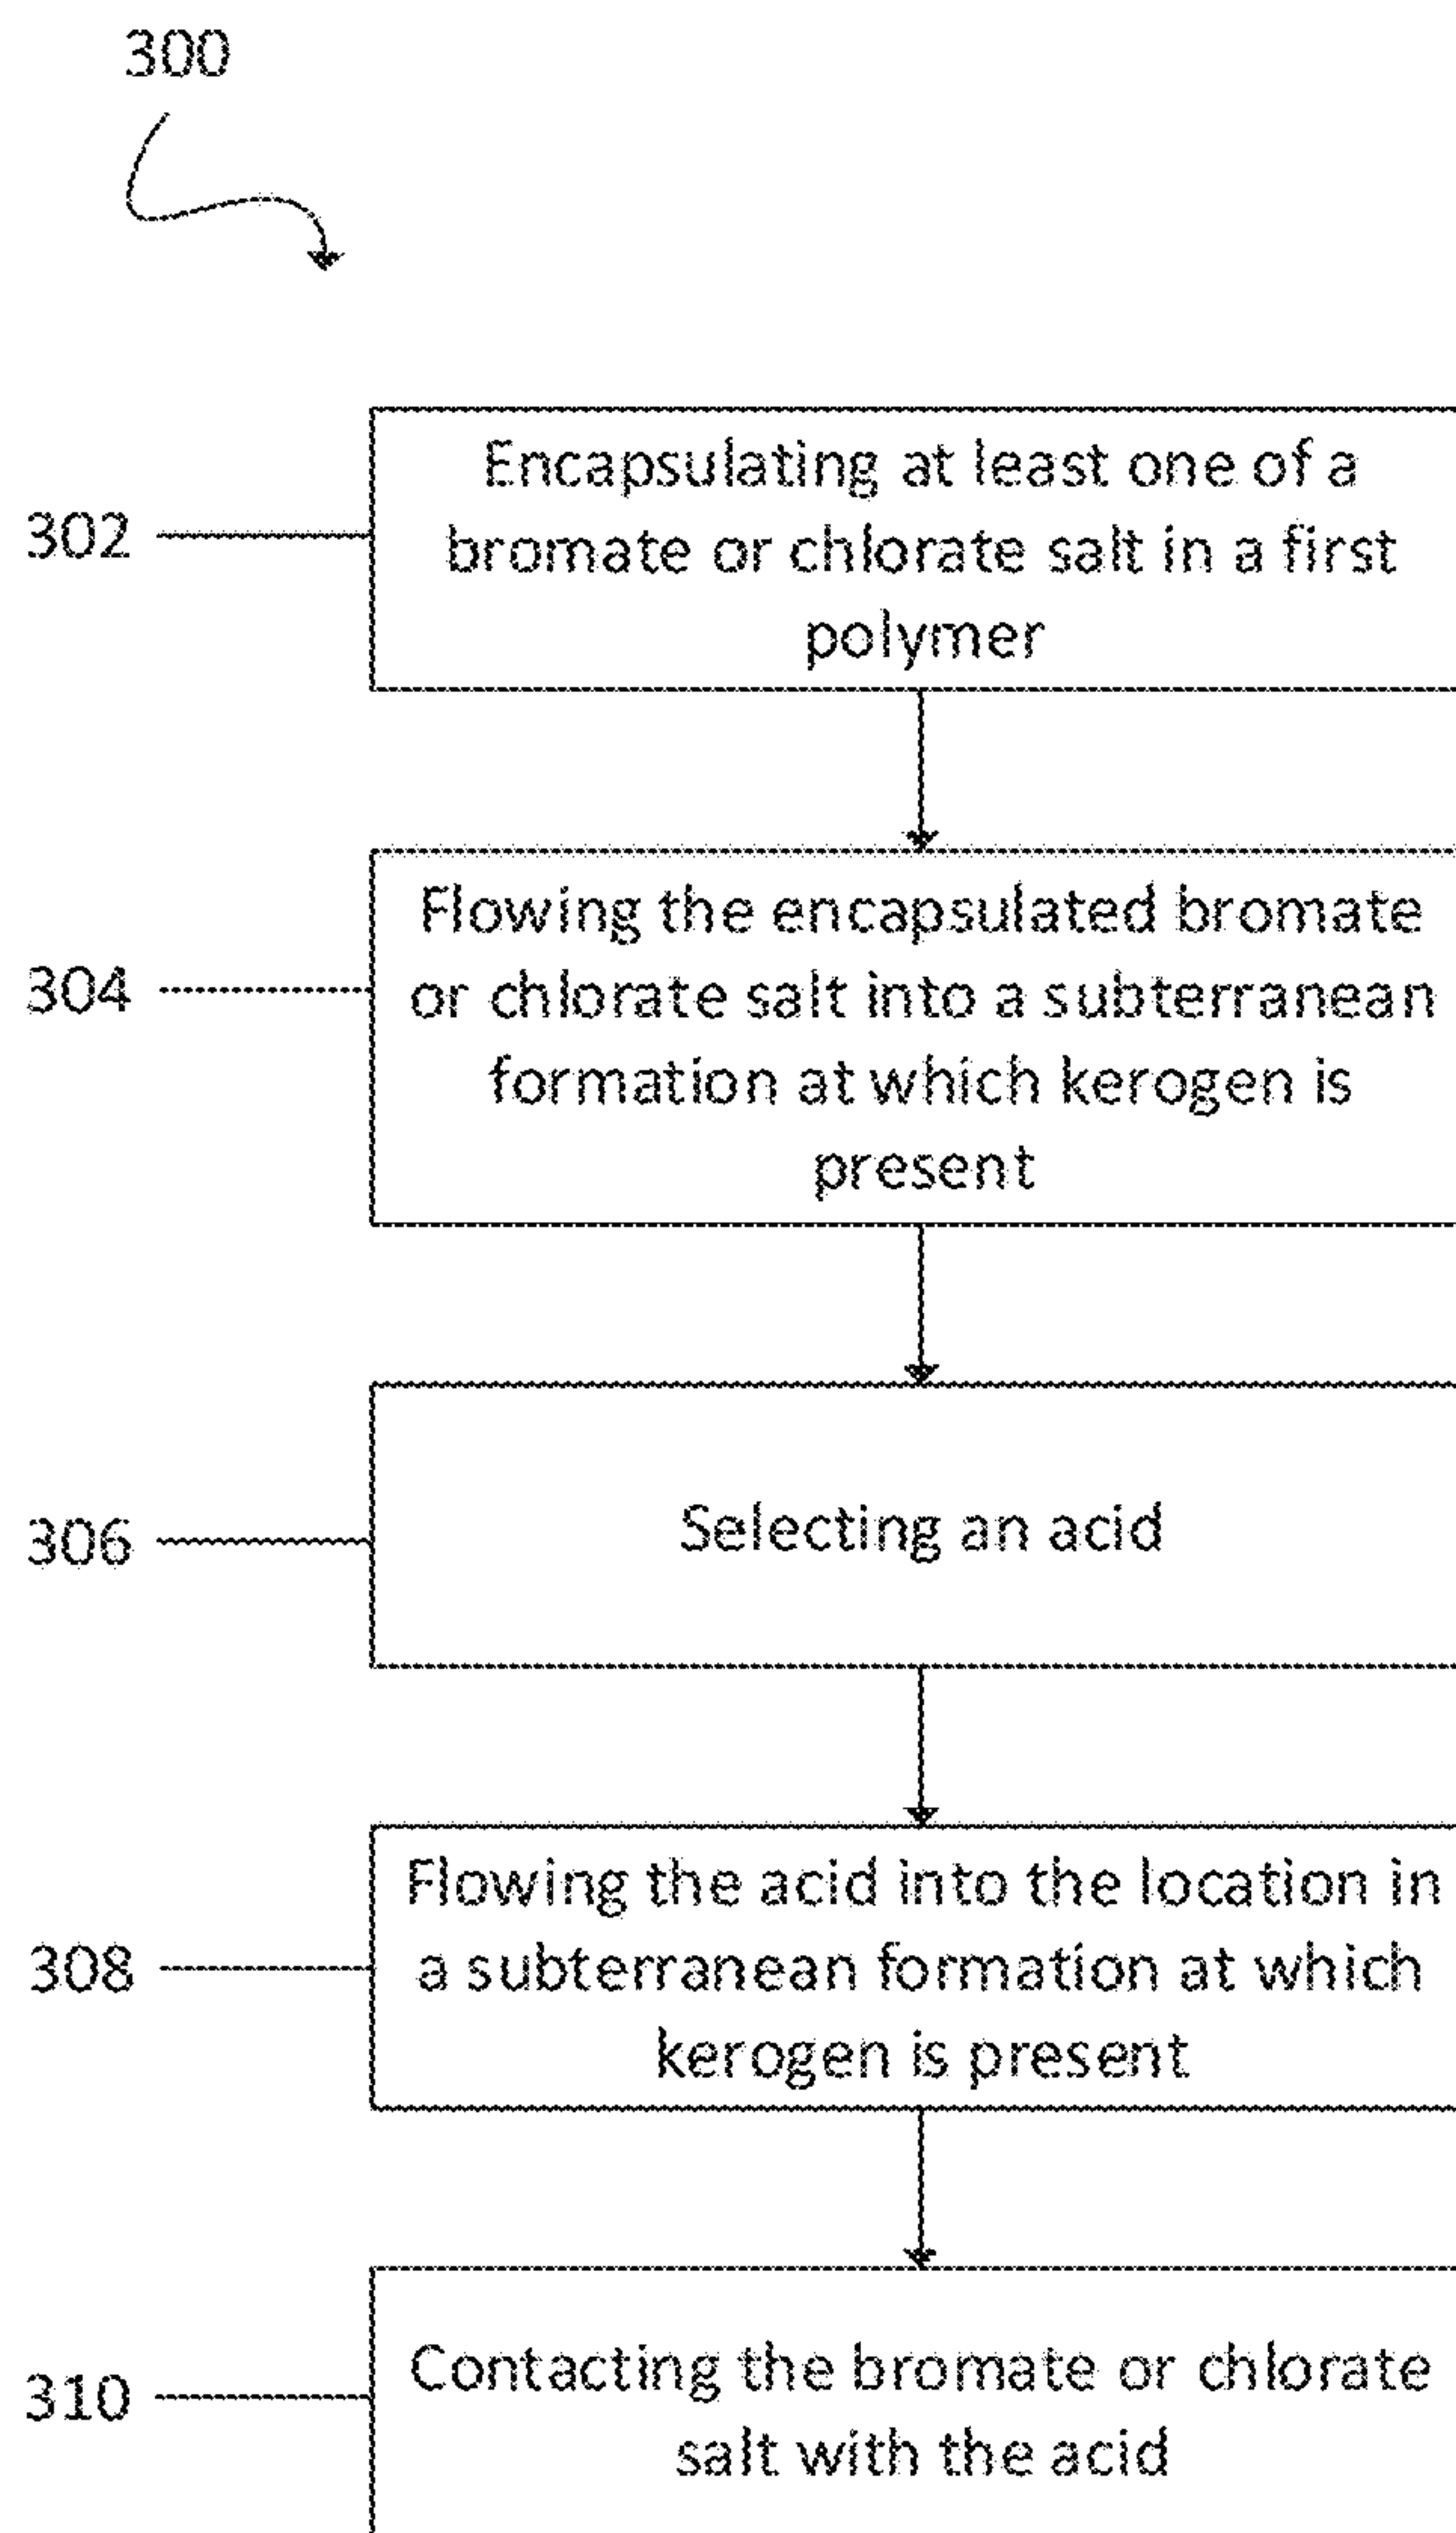 300
302
Encapsulating at least one of a
bromate or chlorate salt in a first
polymer
304
Flowing the encapsulated bromate
or chlorate salt into a subterranean
formation at which kerogen is
present
306
Selecting an acid
308
Flowing the acid into the location in
a subterranean formation at which
kerogen is present
310
Contacting the bromate or chlorate
salt with the acid